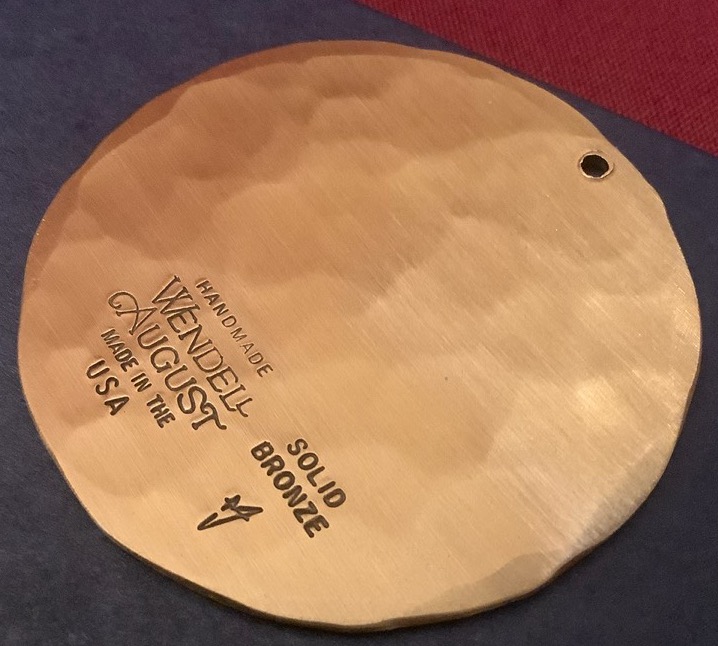 HANDMADE
WENDELL
AUGUST
MADE IN THE
USA
SOLID
BRONZE